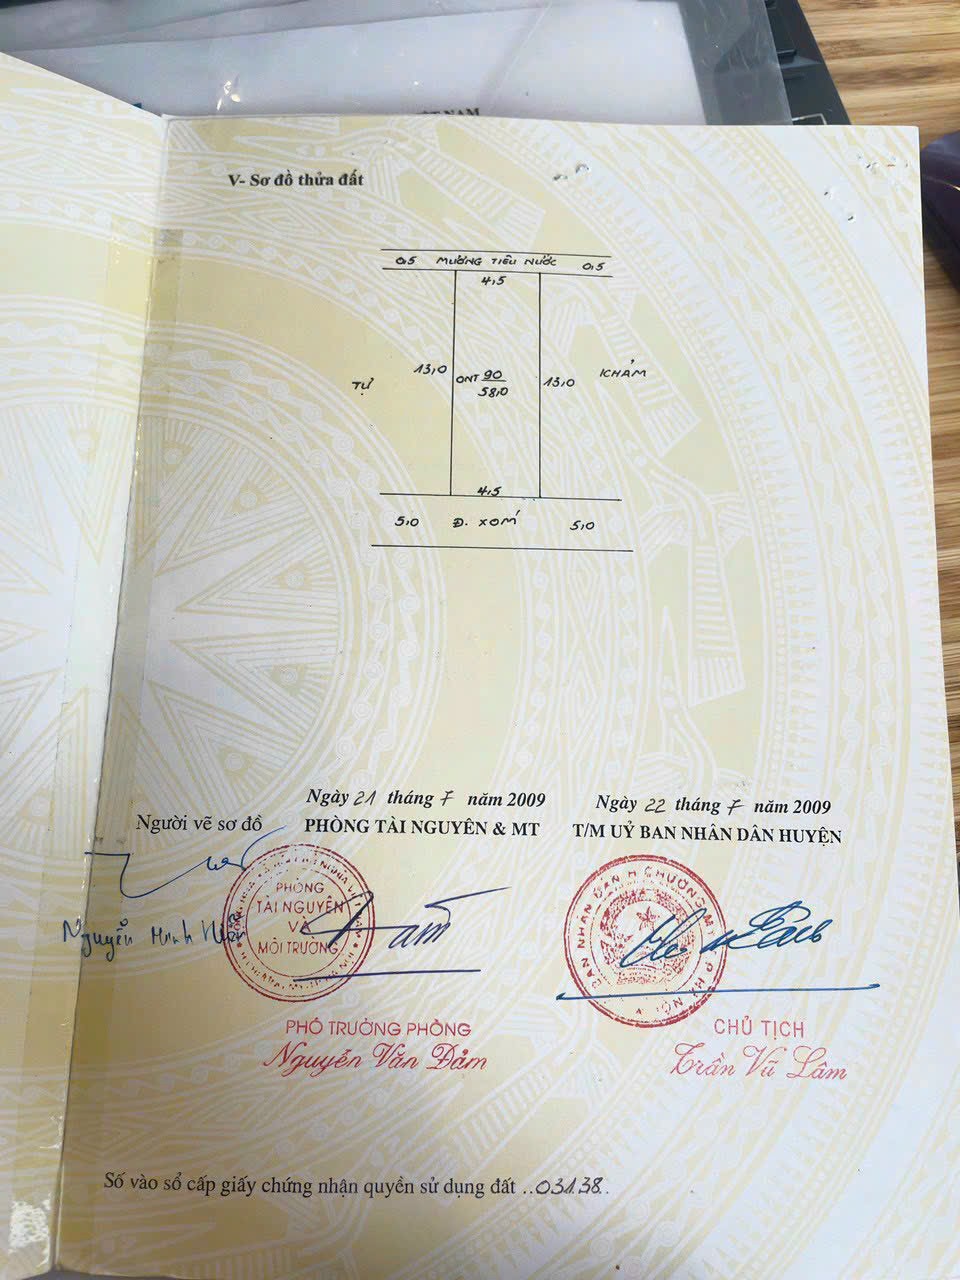 V- Sơ đồ thửa đất
0,5 MƯƠNG TIÊU NƯỚC 0,5
4,5
TỰ 13,0 ONT 90 13,0 KHẢM
58,0
4,5
5,0 Đ. XÓM 5,0
Ngày 21 tháng 7 năm 2009
Ngày 22 tháng 7 năm 2009
Người vẽ sơ đồ
PHÒNG TÀI NGUYÊN & MT
T/M UỶ BAN NHÂN DÂN HUYỆN
PHÒNG
TÀI NGUYÊN
VÀ
MÔI TRƯỜNG
Nguyễn Minh
PHÓ TRƯỞNG PHÒNG
Nguyễn Văn Đảm
CHỦ TỊCH
Trần Vũ Lâm
Số vào sổ cấp giấy chứng nhận quyền sử dụng đất ..03138..